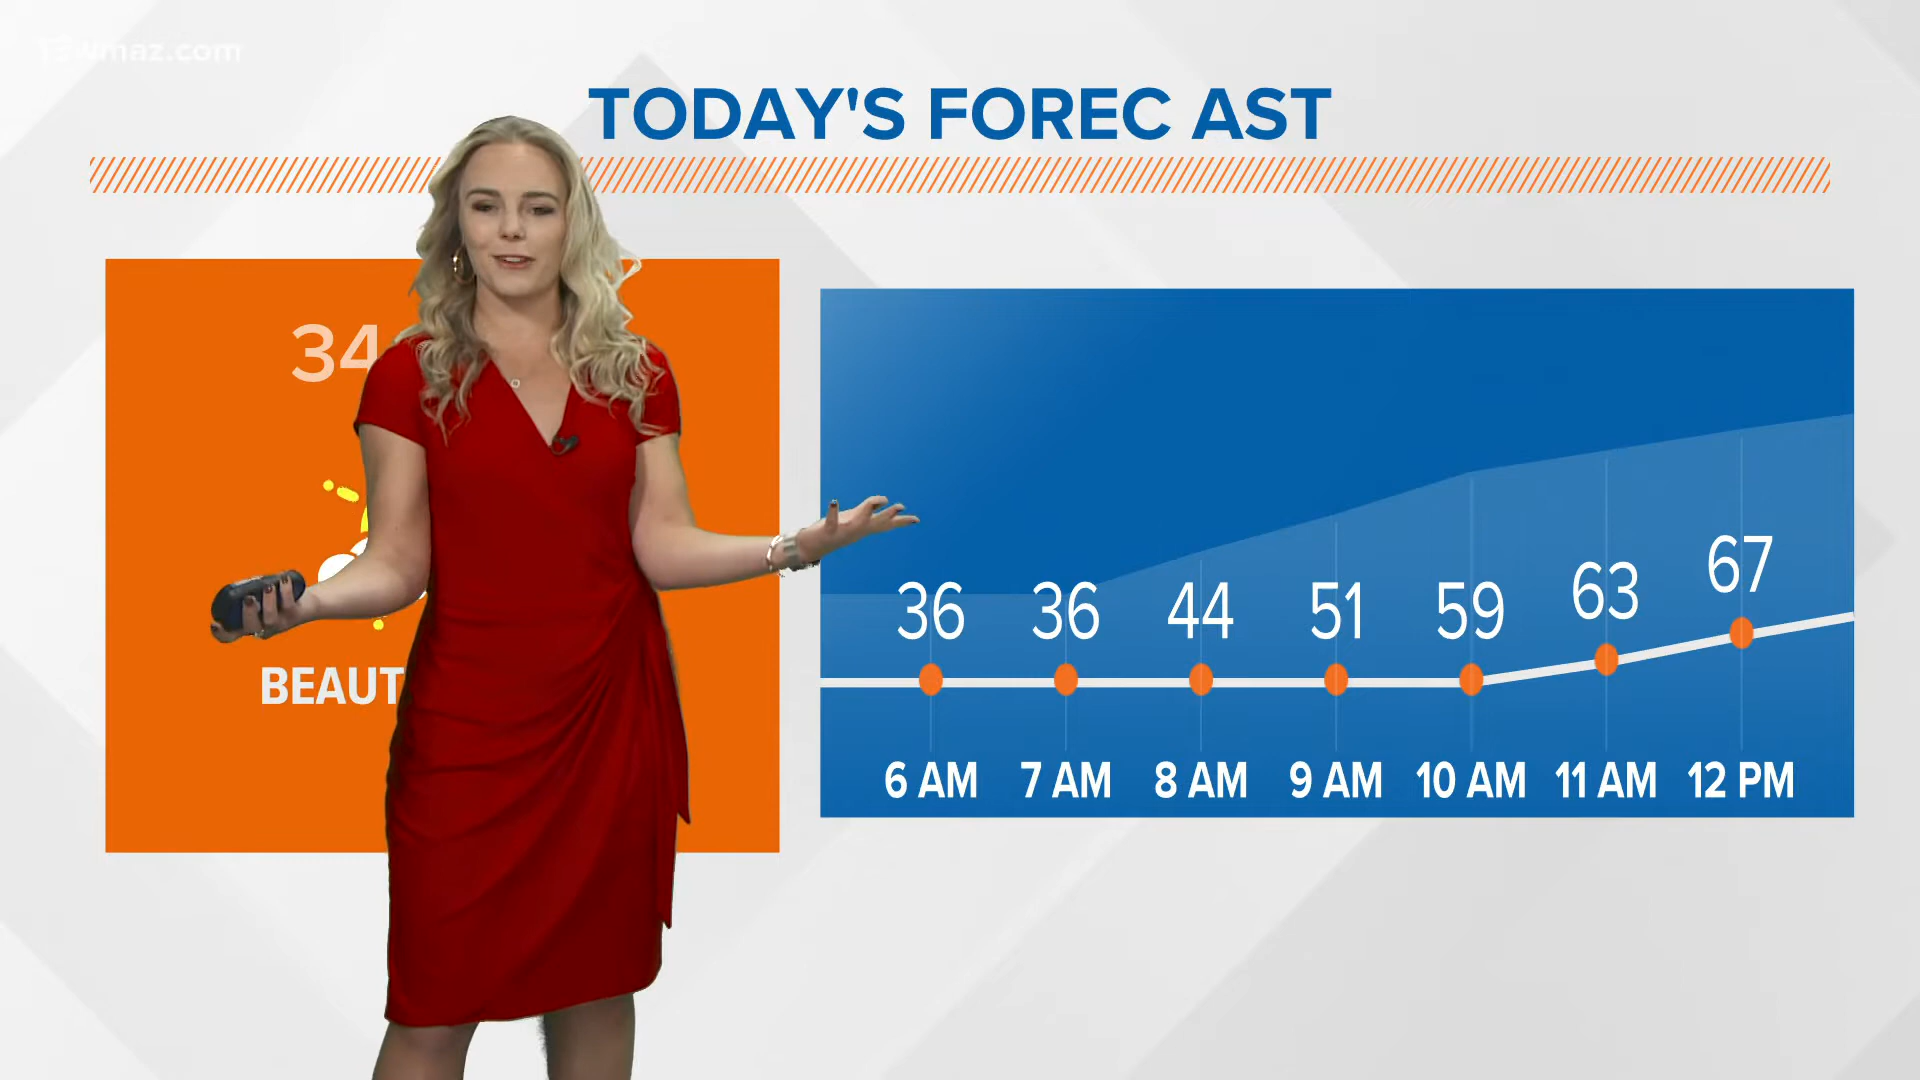 13wmaz.com
TODAY'S FOREC AST
34
BEAUT
36 36 44 51 59 63 67
6 AM 7 AM 8 AM 9 AM 10 AM 11 AM 12 PM